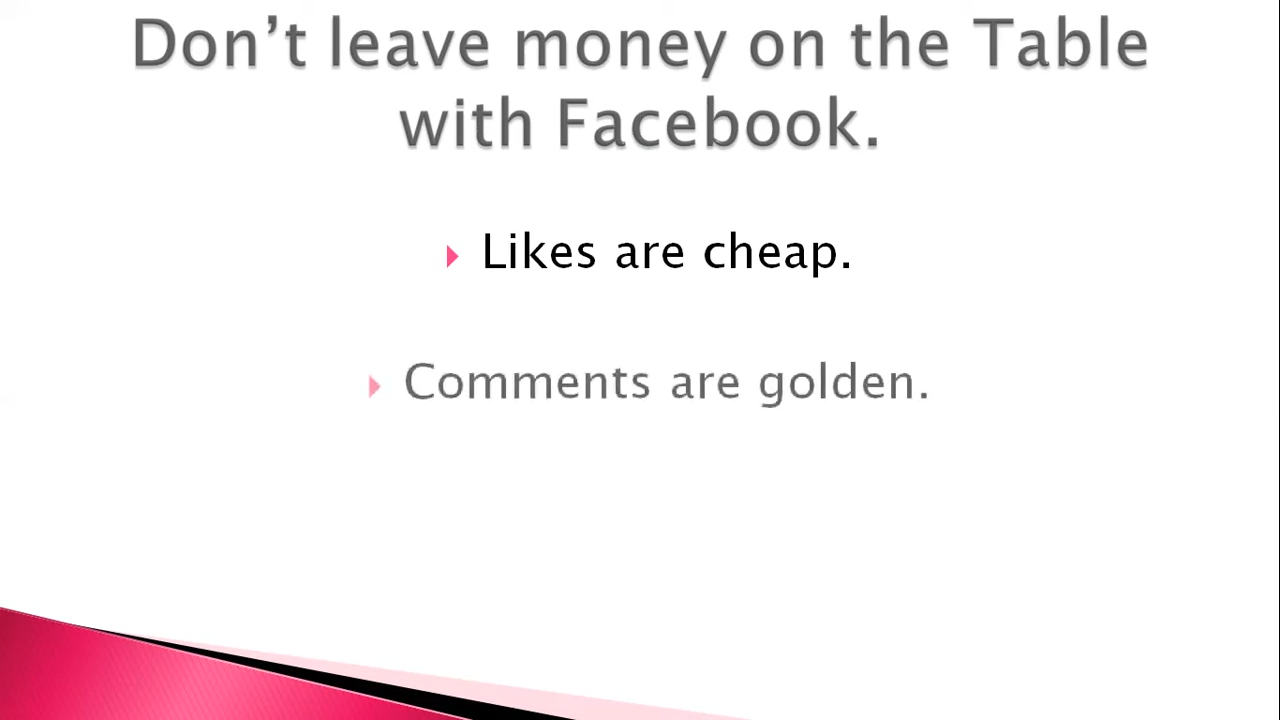 Don’t leave money on the Table
with Facebook.
Likes are cheap.
Comments are golden.